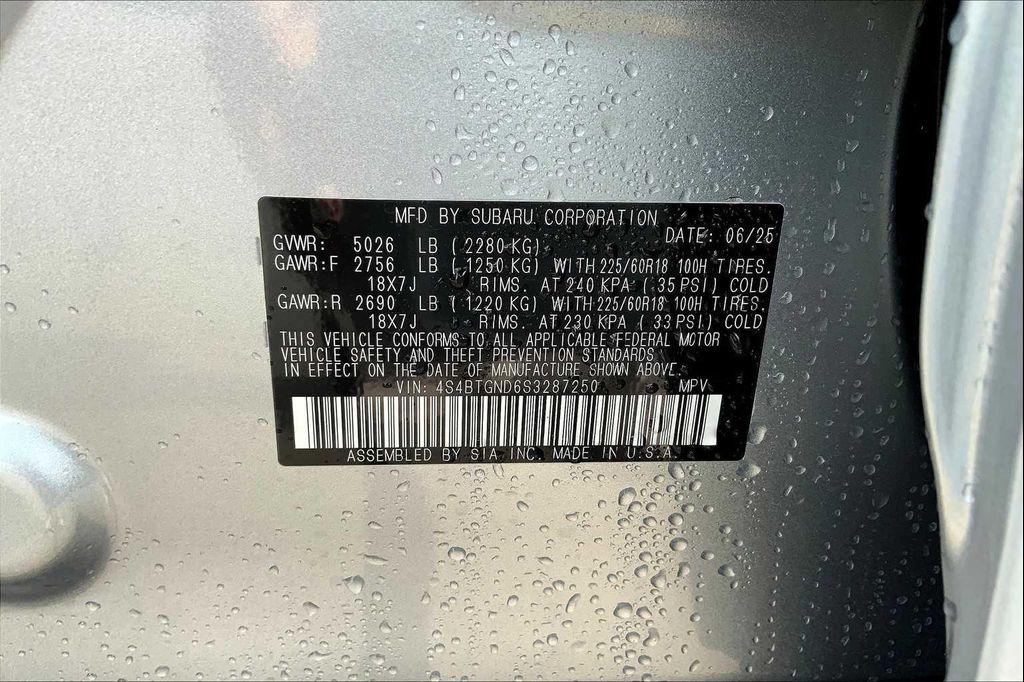 MFD BY SUBARU CORPORATION
DATE: 06/25
GVWR: 5026 LB (2280 KG)
GAWR:F 2756 LB (1250 KG) WITH 225/60R18 100H TIRES.
18X7J RIMS. AT 240 KPA (35 PSI) COLD
GAWR:R 2690 LB (1220 KG) WITH 225/60R18 100H TIRES.
18X7J RIMS. AT 230 KPA (33 PSI) COLD
THIS VEHICLE CONFORMS TO ALL APPLICABLE FEDERAL MOTOR
VEHICLE SAFETY AND THEFT PREVENTION STANDARDS
IN EFFECT ON THE DATE OF MANUFACTURE SHOWN ABOVE.
VIN: 4S4BTGND6S3287250 MPV
ASSEMBLED BY SIA, INC. MADE IN U.S.A.